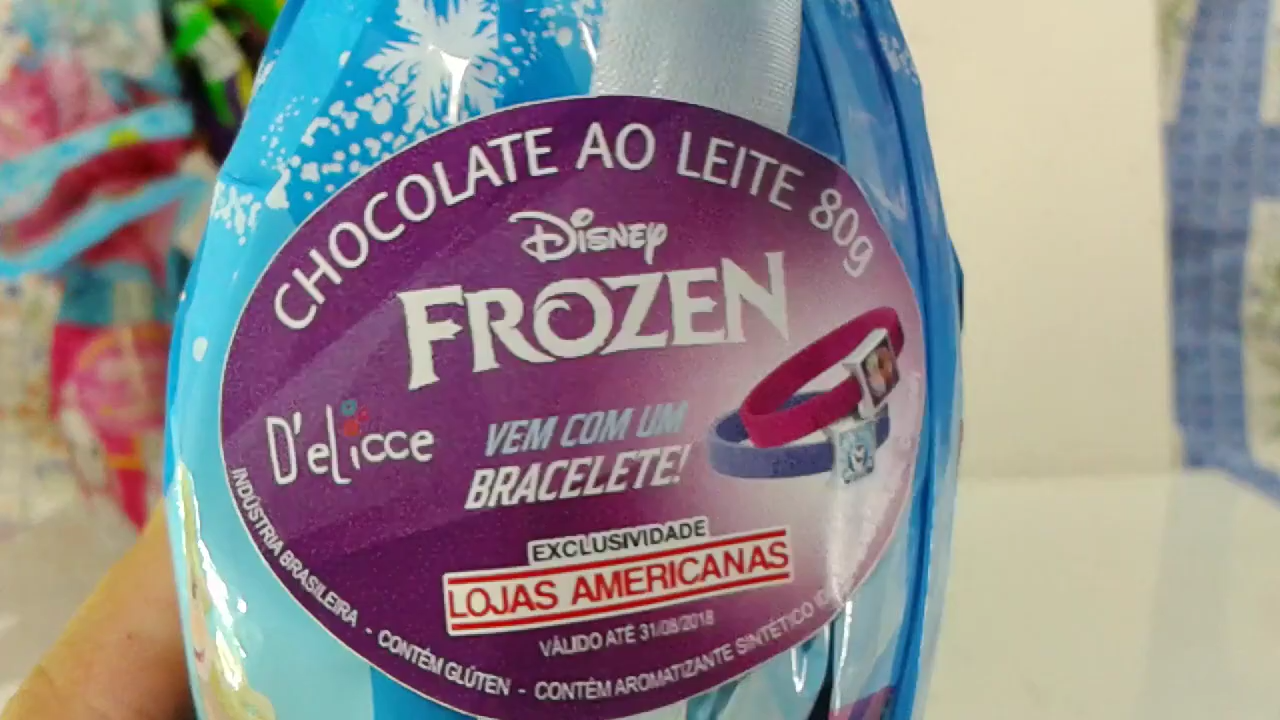 CHOCOLATE AO LEITE 80g
DISNEY
FROZEN
D'elicce
VEM COM UM
BRACELETE!
EXCLUSIVIDADE
LOJAS AMERICANAS
VÁLIDO ATÉ 31/08/2018
INDÚSTRIA BRASILEIRA - CONTÉM GLÚTEN - CONTÉM AROMATIZANTE SINTÉTICO